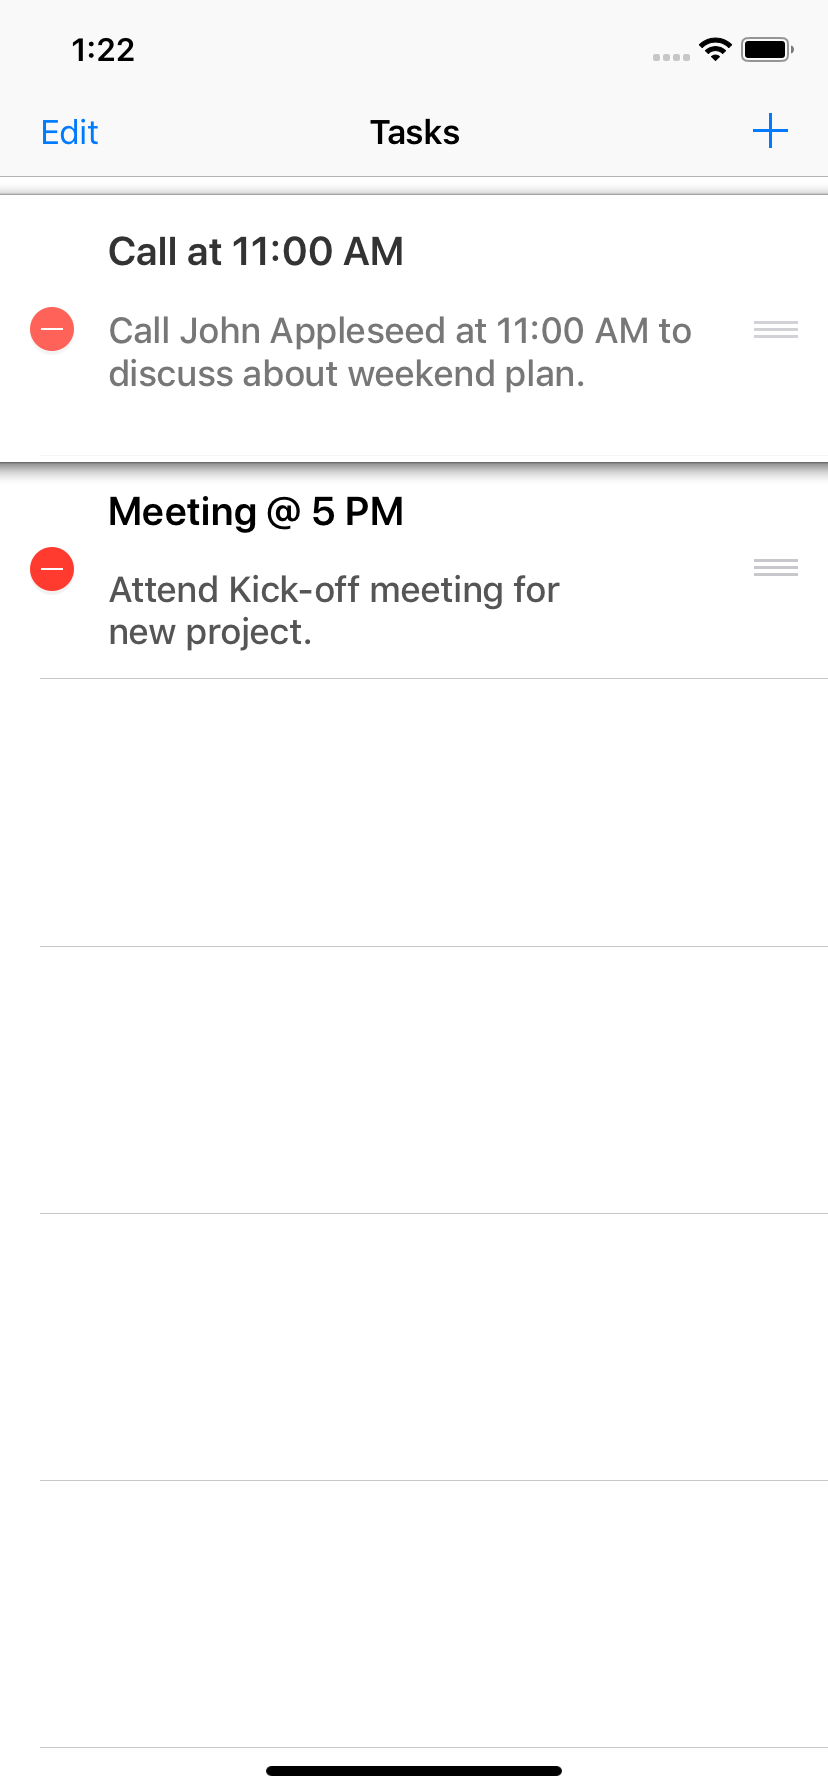 1:22
Edit
Tasks
Call at 11:00 AM
Call John Appleseed at 11:00 AM to
discuss about weekend plan.
Meeting @ 5 PM
Attend Kick-off meeting for
new project.